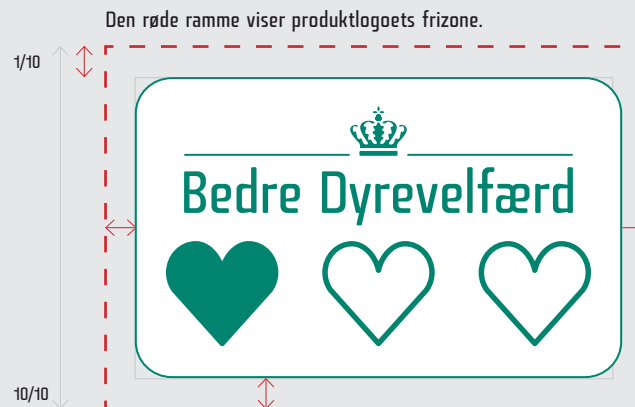 Den røde ramme viser produktlogoets frizone.
1/10
Bedre Dyrevelfærd
10/10